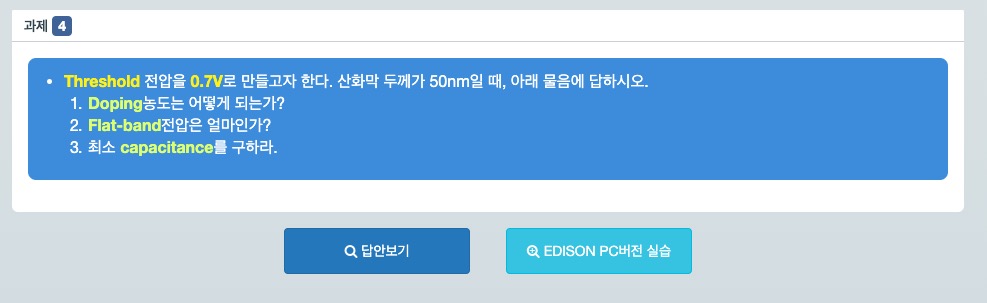 과제 4
• Threshold 전압을 0.7V로 만들고자 한다. 산화막 두께가 50nm일 때, 아래 물음에 답하시오.
1. Doping농도는 어떻게 되는가?
2. Flat-band전압은 얼마인가?
3. 최소 capacitance를 구하라.
답안보기
EDISON PC버전 실습